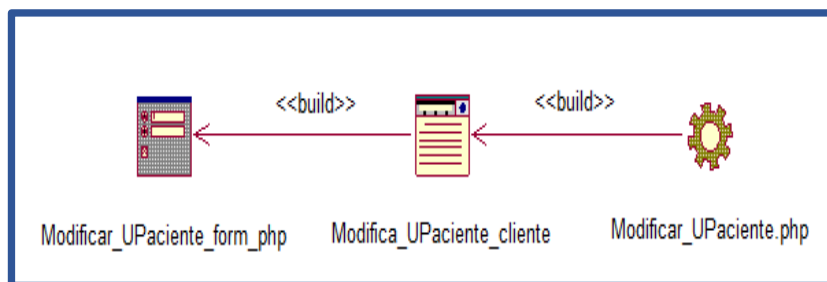 <<build>>
<<build>>
Modificar_UPaciente_form_php
Modifica_UPaciente_cliente
Modificar_UPaciente.php